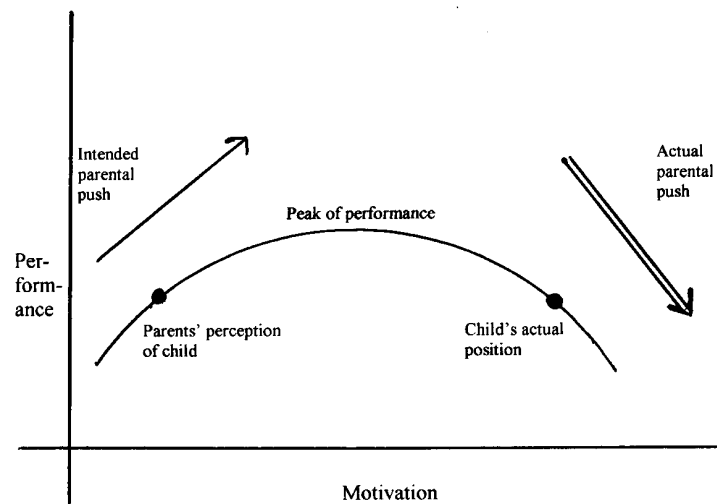 Intended
parental
push
Actual
parental
push
Peak of performance
Per-
form-
ance
Parents' perception
of child
Child's actual
position
Motivation